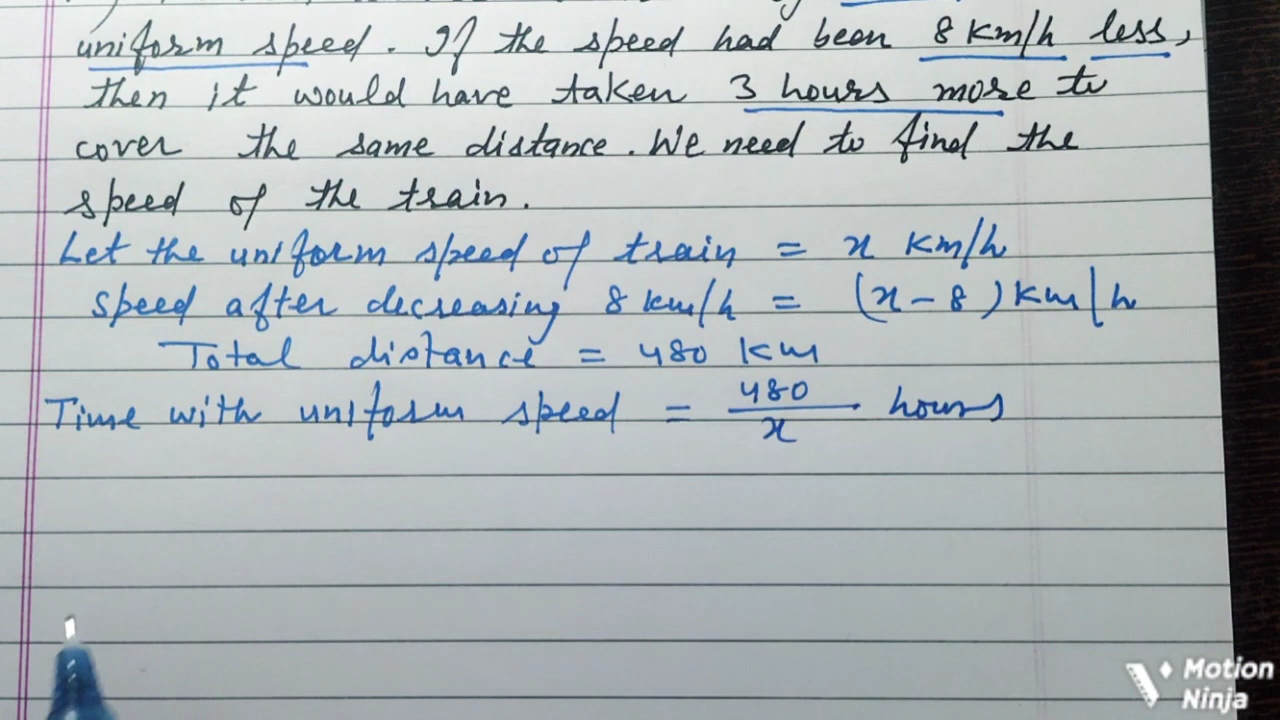 uniform speed. If the speed had been 8 km/h less,
then it would have taken 3 hours more to
cover the same distance. We need to find the
speed of the train.
Let the uniform speed of train = x km/h
speed after decreasing 8 km/h = (x-8) km/h
Total distance = 480 km
Time with uniform speed = 480/x hours
Motion
Ninja